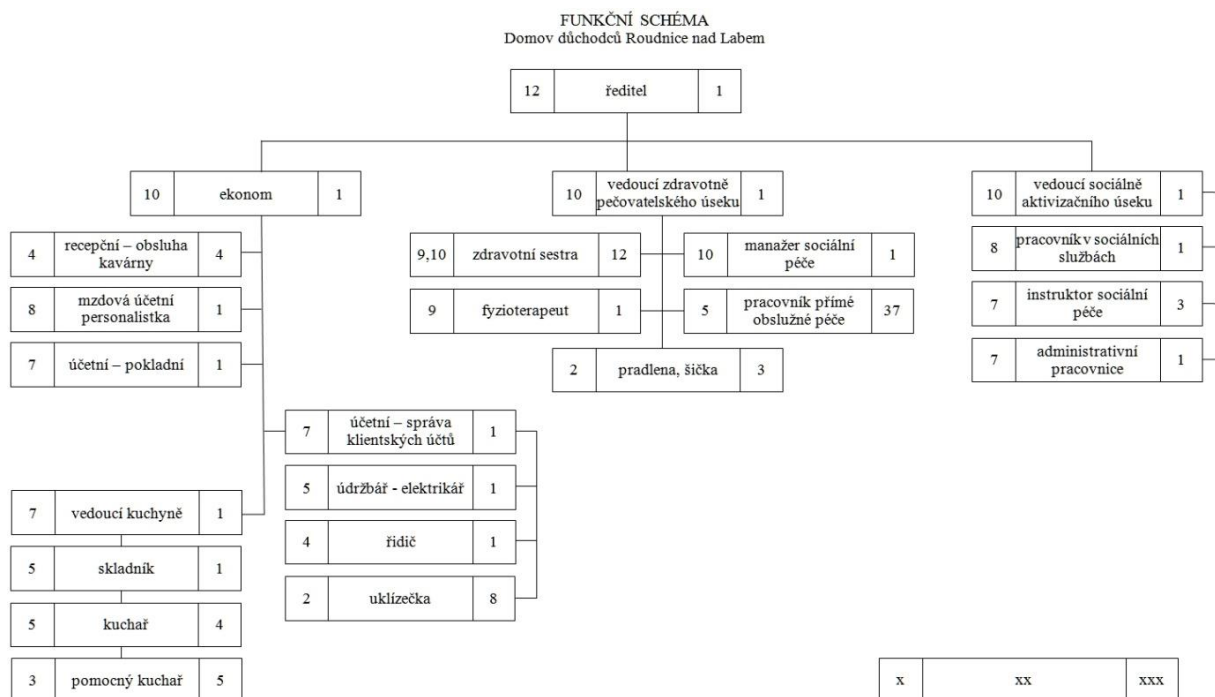 FUNKČNÍ SCHÉMA
Domov důchodců Roudnice nad Labem
12 ředitel 1
10 ekonom 1
10 vedoucí zdravotně
pečovatelského úseku 1
10 vedoucí sociálně
aktivizačního úseku 1
4 recepční – obsluha
kavárny 4
8 mzdová účetní
personalistka 1
7 účetní – pokladní 1
9,10 zdravotní sestra 12
10 manažer sociální
péče 1
9 fyzioterapeut 1
5 pracovník přímé
obslužné péče 37
2 pradlena, šička 3
8 pracovník v sociálních
službách 1
7 instruktor sociální
péče 3
7 administrativní
pracovnice 1
7 účetní – správa
klientských účtů 1
5 údržbář - elektrikář 1
4 řidič 1
2 uklízečka 8
7 vedoucí kuchyně 1
5 skladník 1
5 kuchař 4
3 pomocný kuchař 5
x xx xxx